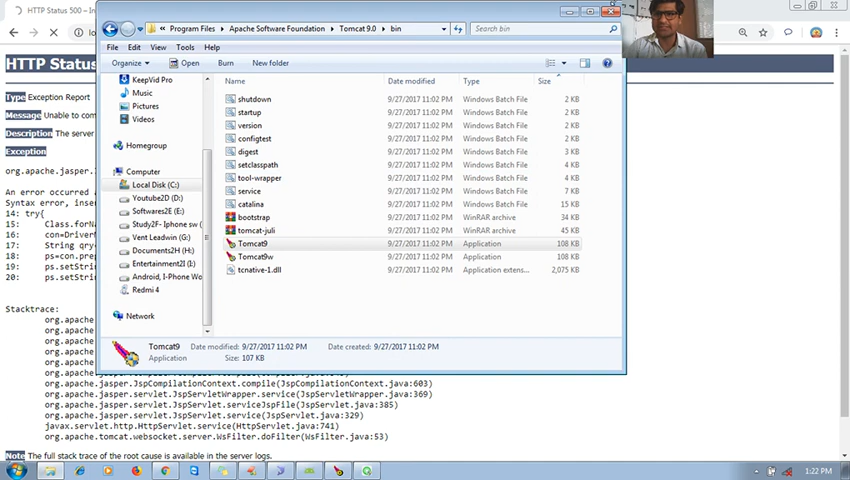 HTTP Status 500 –
Program Files
Apache Software Foundation
Tomcat 9.0
bin
Search bin
File
Edit
View
Tools
Help
Organize
Open
Burn
New folder
KeepVid Pro
Music
Pictures
Videos
Homegroup
Computer
Local Disk (C:)
Youtube2D (D:)
Softwares2E (E:)
Study2F- Iphone sw (
Vent Leadwin (G:)
Documents2H (H:)
Entertainment2I (I:)
Android, I-Phone Wo
Redmi 4
Network
Name Date modified Type Size
shutdown 9/27/2017 11:02 PM Windows Batch File 2 KB
startup 9/27/2017 11:02 PM Windows Batch File 2 KB
version 9/27/2017 11:02 PM Windows Batch File 2 KB
configtest 9/27/2017 11:02 PM Windows Batch File 2 KB
digest 9/27/2017 11:02 PM Windows Batch File 3 KB
setclasspath 9/27/2017 11:02 PM Windows Batch File 4 KB
tool-wrapper 9/27/2017 11:02 PM Windows Batch File 4 KB
service 9/27/2017 11:02 PM Windows Batch File 7 KB
catalina 9/27/2017 11:02 PM Windows Batch File 15 KB
bootstrap 9/27/2017 11:02 PM WinRAR archive 34 KB
tomcat-juli 9/27/2017 11:02 PM WinRAR archive 45 KB
Tomcat9 9/27/2017 11:02 PM Application 108 KB
Tomcat9w 9/27/2017 11:02 PM Application 108 KB
tcnative-1.dll 9/27/2017 11:02 PM Application extens... 2,075 KB
Tomcat9 Date modified: 9/27/2017 11:02 PM Date created: 9/27/2017 11:02 PM
Application Size: 107 KB
HTTP Status
Type Exception Report
Message Unable to com
Description The server
Exception
org.apache.jasper.
An error occurred a
Syntax error, inser
14: try{
15: Class.forN
16: con=Driver
17: String qry
18: ps=con.prep
19: ps.setStrin
20: ps.setStrin
Stacktrace:
org.apache
org.apache
org.apache
org.apache
org.apache
org.apache.jasper.JspCompilationContext.compile(JspCompilationContext.java:603)
org.apache.jasper.servlet.JspServletWrapper.service(JspServletWrapper.java:369)
org.apache.jasper.servlet.JspServlet.serviceJspFile(JspServlet.java:385)
org.apache.jasper.servlet.JspServlet.service(JspServlet.java:329)
javax.servlet.http.HttpServlet.service(HttpServlet.java:741)
org.apache.tomcat.websocket.server.WsFilter.doFilter(WsFilter.java:53)
Note The full stack trace of the root cause is available in the server logs.
1:22 PM